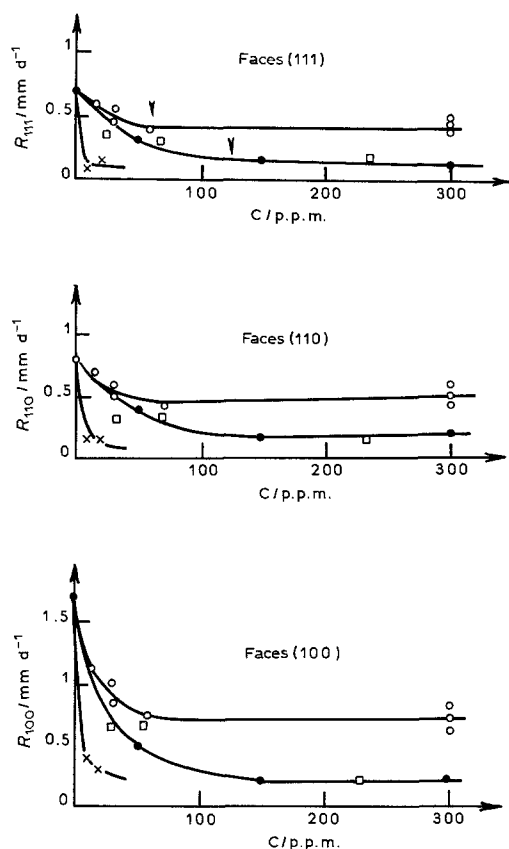 Faces (111)
R111/mm d-1
1
0.5
0
100
200
300
C/p.p.m.
Faces (110)
R110/mm d-1
1
0.5
0
100
200
300
C/p.p.m.
Faces (100)
R100/mm d-1
1.5
1
0.5
0
100
200
300
C/p.p.m.